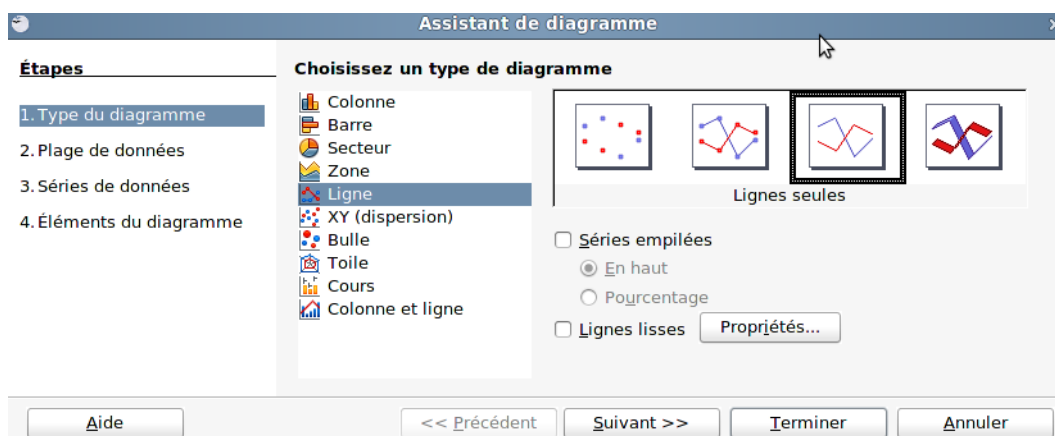 Assistant de diagramme
Étapes
1. Type du diagramme
2. Plage de données
3. Séries de données
4. Éléments du diagramme
Choisissez un type de diagramme
Colonne
Barre
Secteur
Zone
Ligne
XY (dispersion)
Bulle
Toile
Cours
Colonne et ligne
Lignes seules
Séries empilées
En haut
Pourcentage
Lignes lisses
Propriétés...
Aide
<< Précédent
Suivant >>
Terminer
Annuler